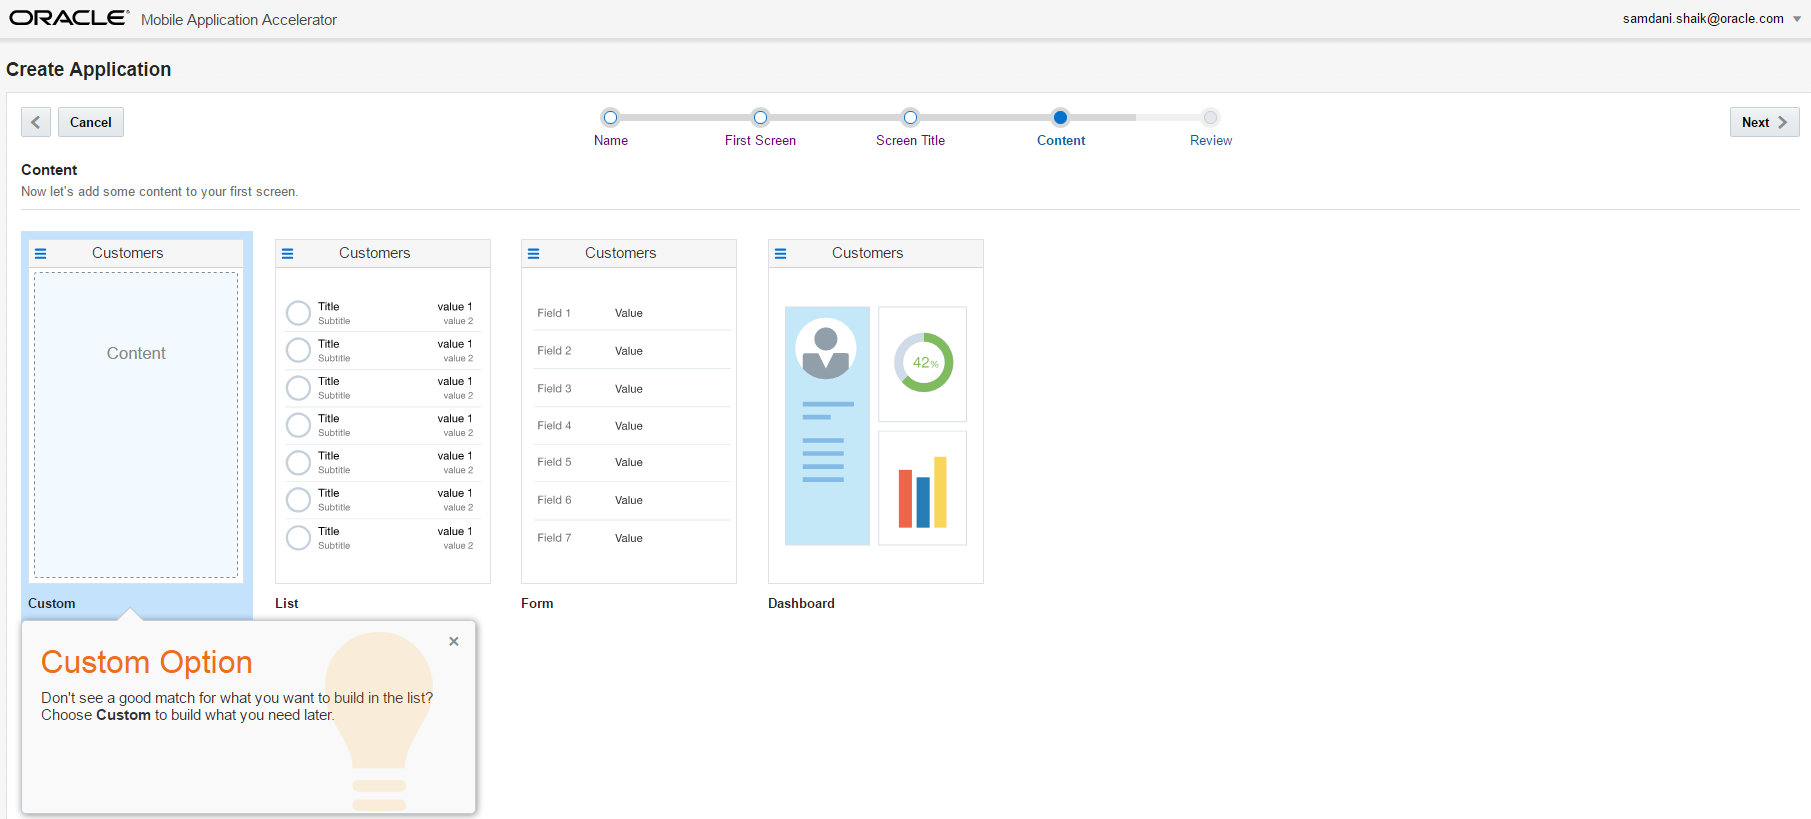 ORACLE® Mobile Application Accelerator
samdani.shaik@oracle.com
Create Application
Cancel
Name
First Screen
Screen Title
Content
Review
Next
Content
Now let's add some content to your first screen.
Customers
Content
Custom
Customers
Title value 1
Subtitle value 2
Title value 1
Subtitle value 2
Title value 1
Subtitle value 2
Title value 1
Subtitle value 2
Title value 1
Subtitle value 2
Title value 1
Subtitle value 2
Title value 1
Subtitle value 2
List
Customers
Field 1 Value
Field 2 Value
Field 3 Value
Field 4 Value
Field 5 Value
Field 6 Value
Field 7 Value
Form
Customers
42%
Dashboard
Custom Option
Don't see a good match for what you want to build in the list?
Choose Custom to build what you need later.